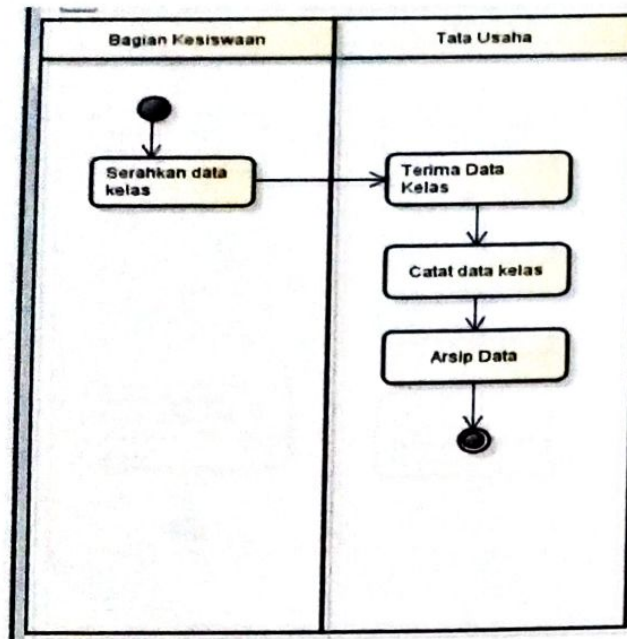 Bagian Kesiswaan
Tata Usaha
Serahkan data
kelas
Terima Data
Kelas
Catat data kelas
Arsip Data